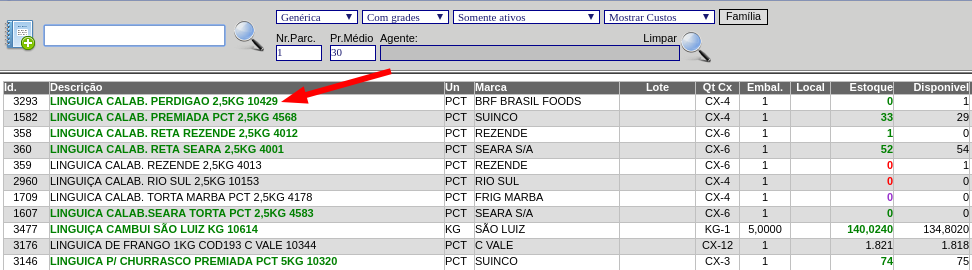 Genérica Com grades Somente ativos Mostrar Custos Família
Nr.Parc. Pr.Médio Agente: Limpar
1 30
Id. Descrição Un Marca Lote Qt Cx Embal. Local Estoque Disponivel
3293 LINGUICA CALAB. PERDIGAO 2,5KG 10429 PCT BRF BRASIL FOODS CX-4 1 0 1
1582 LINGUICA CALAB. PREMIADA PCT 2,5KG 4568 PCT SUINCO CX-4 1 33 29
358 LINGUICA CALAB. RETA REZENDE 2,5KG 4012 PCT REZENDE CX-6 1 1 0
360 LINGUICA CALAB. RETA SEARA 2,5KG 4001 PCT SEARA S/A CX-6 1 52 54
359 LINGUIÇA CALAB. REZENDE 2,5KG 4013 PCT REZENDE CX-6 1 0 1
2960 LINGUIÇA CALAB. RIO SUL 2,5KG 10153 PCT RIO SUL CX-4 1 0
1709 LINGUICA CALAB. TORTA MARBA PCT 2,5KG 4178 PCT FRIG MARBA CX-4 1 0
1607 LINGUICA CALAB.SEARA TORTA PCT 2,5KG 4583 PCT SEARA S/A CX-6 1 0 0
3477 LINGUIÇA CAMBUI SÃO LUIZ KG 10614 KG SÃO LUIZ KG-1 5,0000 140,0240 134,8020
3176 LINGUICA DE FRANGO 1KG COD193 C VALE 10344 PCT C VALE CX-12 1 1.821 1.818
3146 LINGUICA P/ CHURRASCO PREMIADA PCT 5KG 10320 PCT SUINCO CX-3 1 74 75